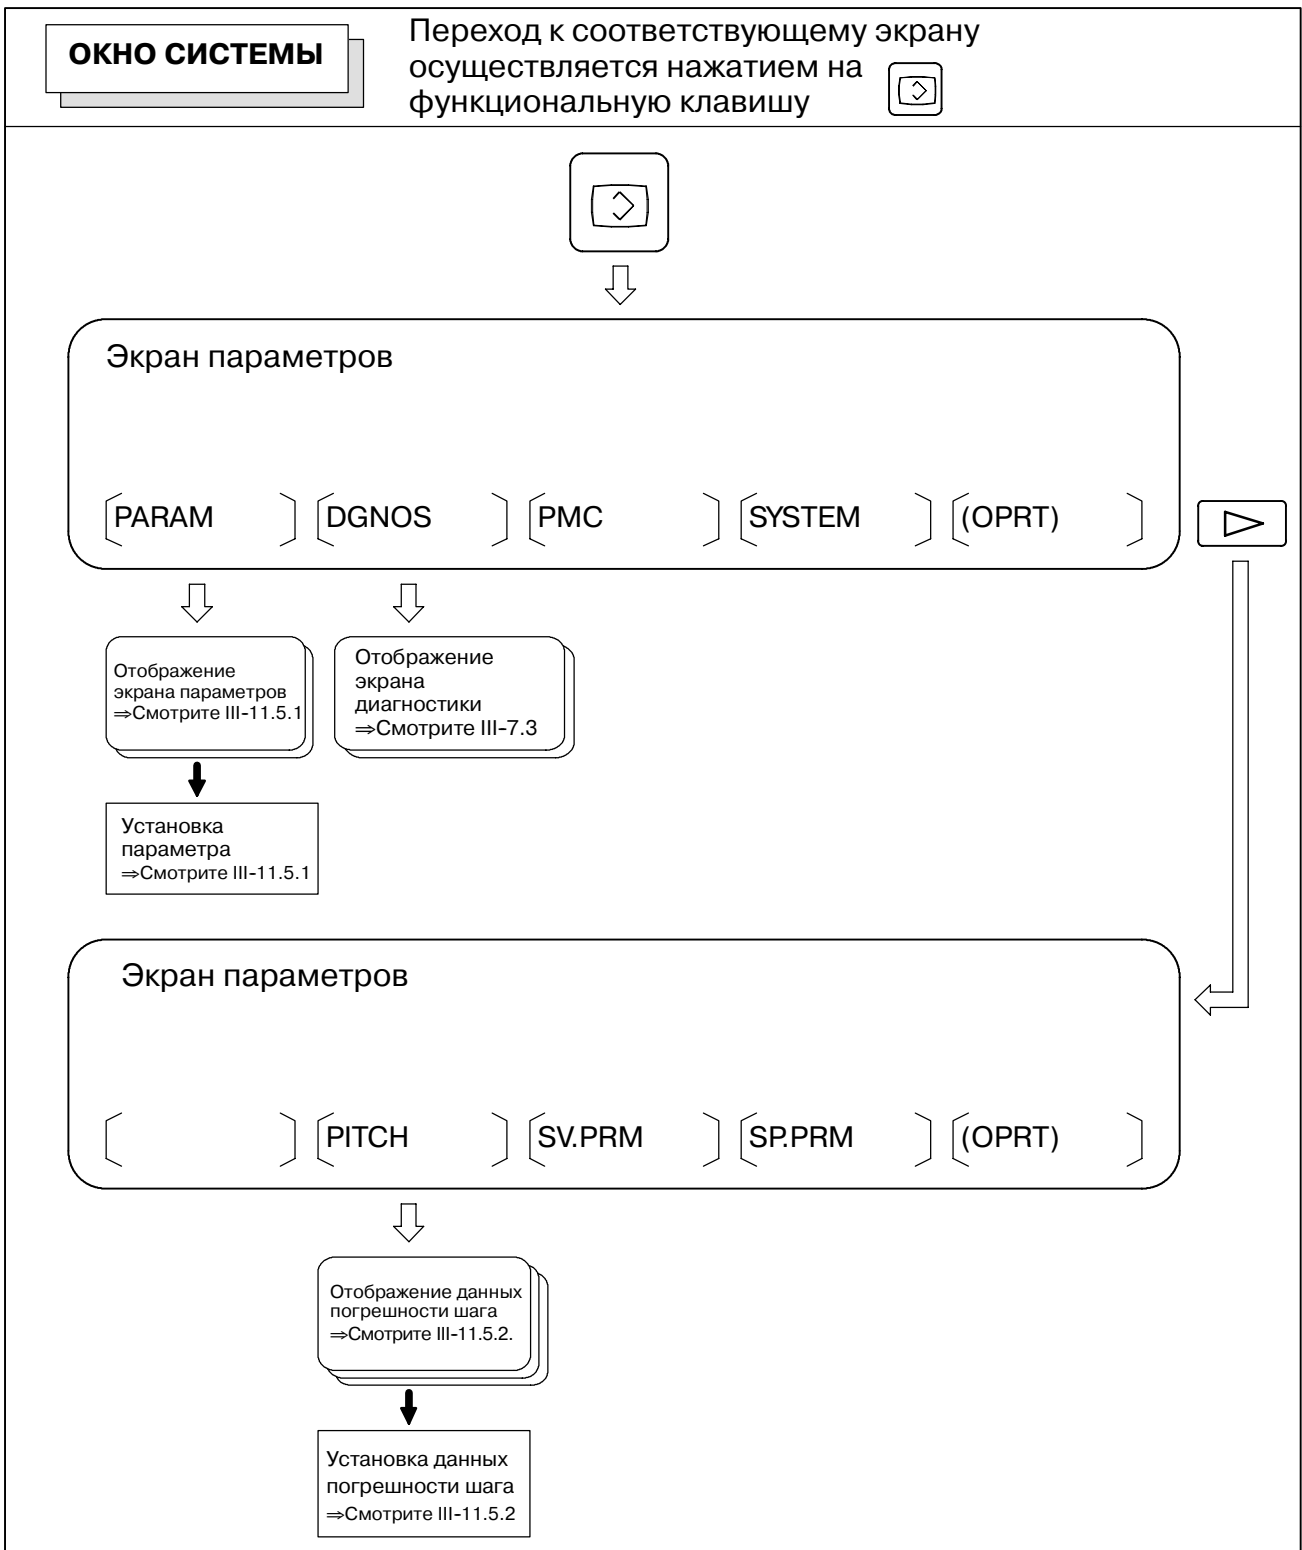 ОКНО СИСТЕМЫ
Переход к соответствующему экрану
осуществляется нажатием на
функциональную клавишу
Экран параметров
PARAM DGNOS PMC SYSTEM (OPRT)
Отображение
экрана параметров
⇒Смотрите III-11.5.1
Отображение
экрана
диагностики
⇒Смотрите III-7.3
Установка
параметра
⇒Смотрите III-11.5.1
Экран параметров
PITCH SV.PRM SP.PRM (OPRT)
Отображение данных
погрешности шага
⇒Смотрите III-11.5.2.
Установка данных
погрешности шага
⇒Смотрите III-11.5.2